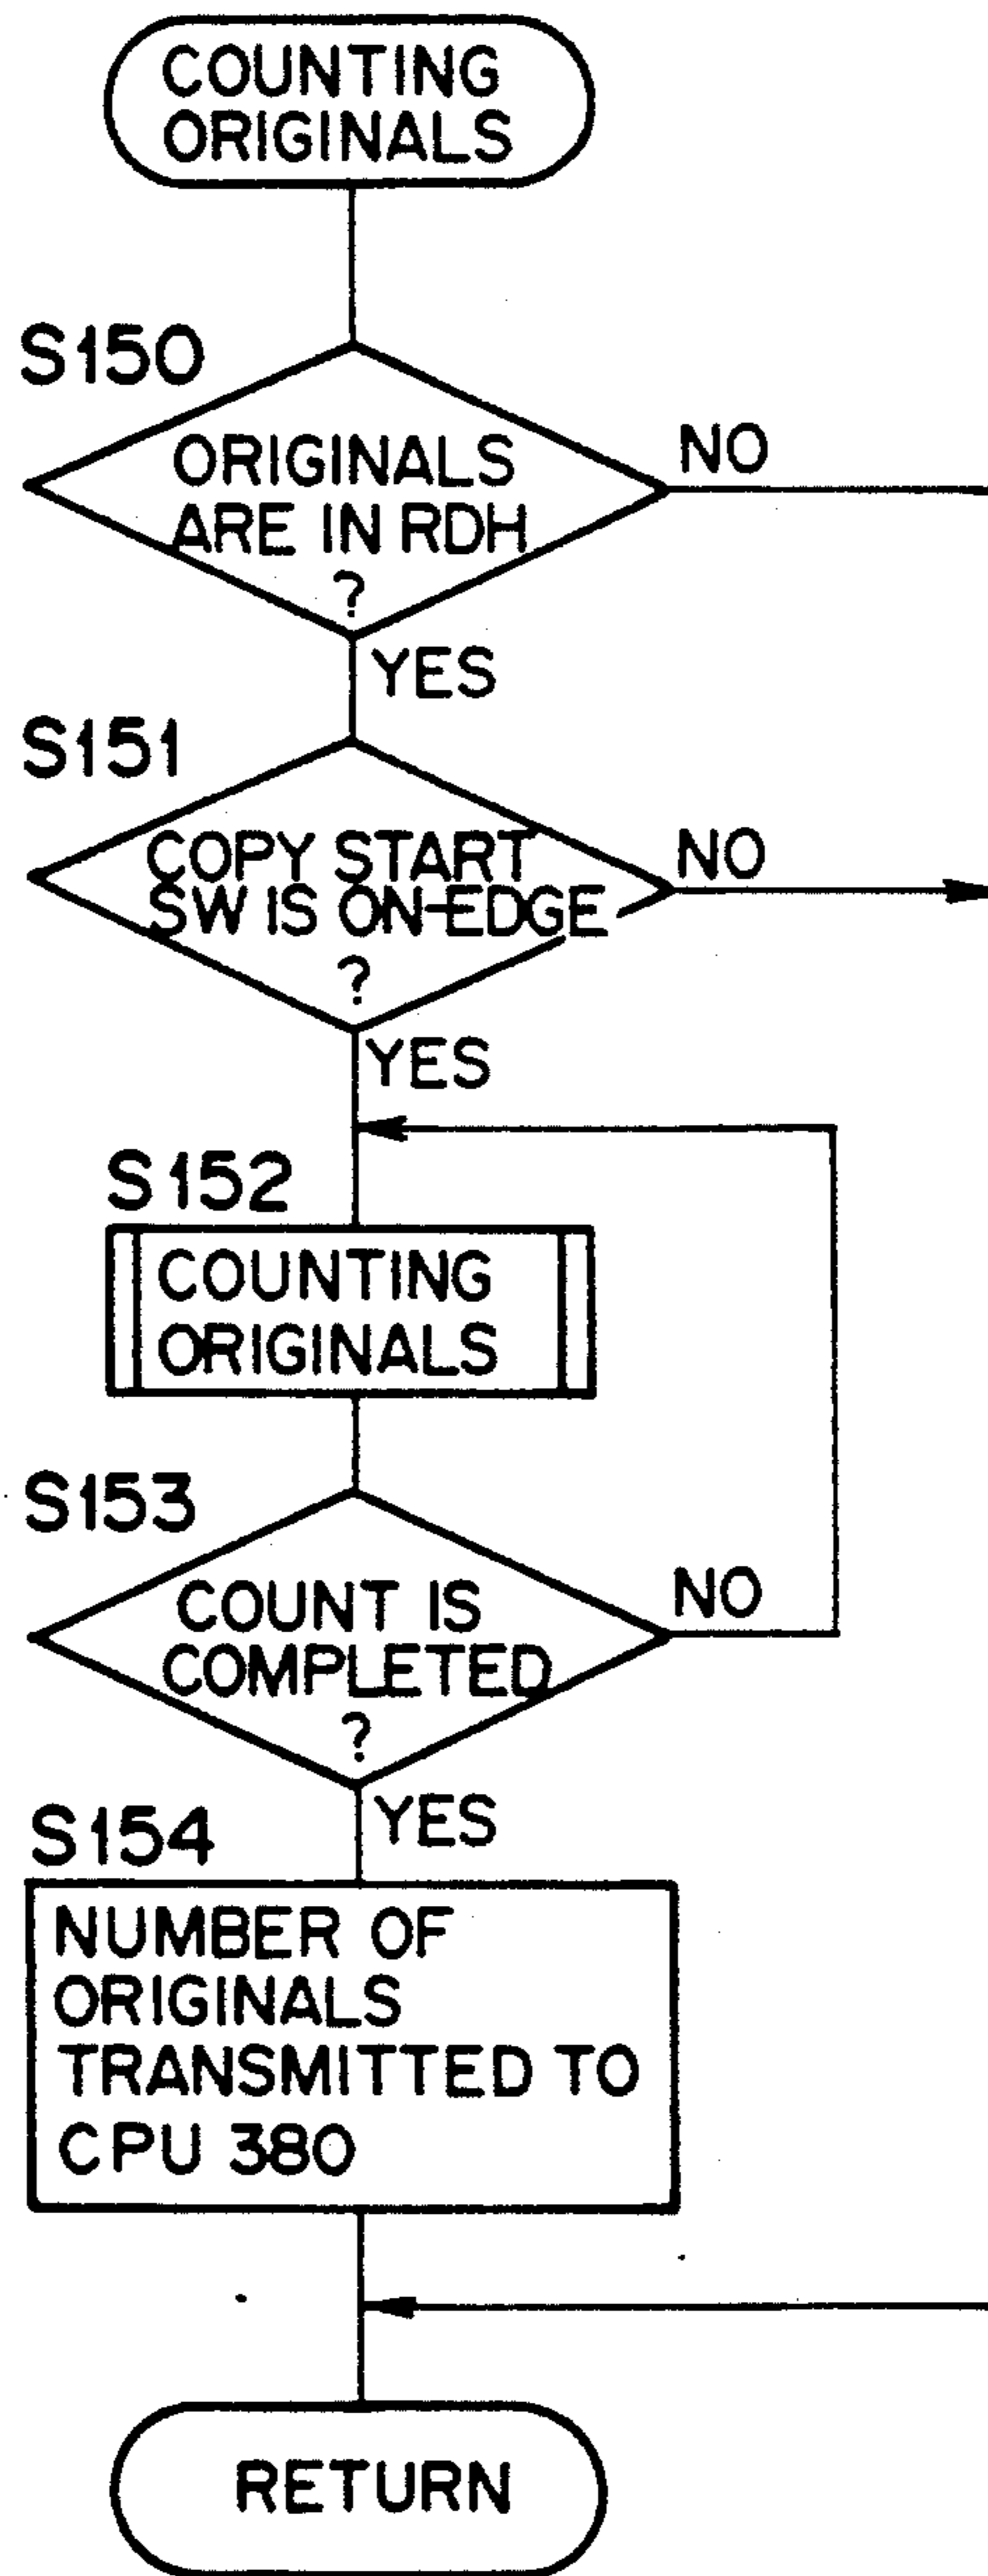 COUNTING
ORIGINALS
S150
ORIGINALS
ARE IN RDH
?
NO
YES
S151
COPY START
SW IS ON-EDGE
?
NO
YES
S152
COUNTING
ORIGINALS
S153
COUNT IS
COMPLETED
?
NO
YES
S154
NUMBER OF
ORIGINALS
TRANSMITTED TO
CPU 380
RETURN